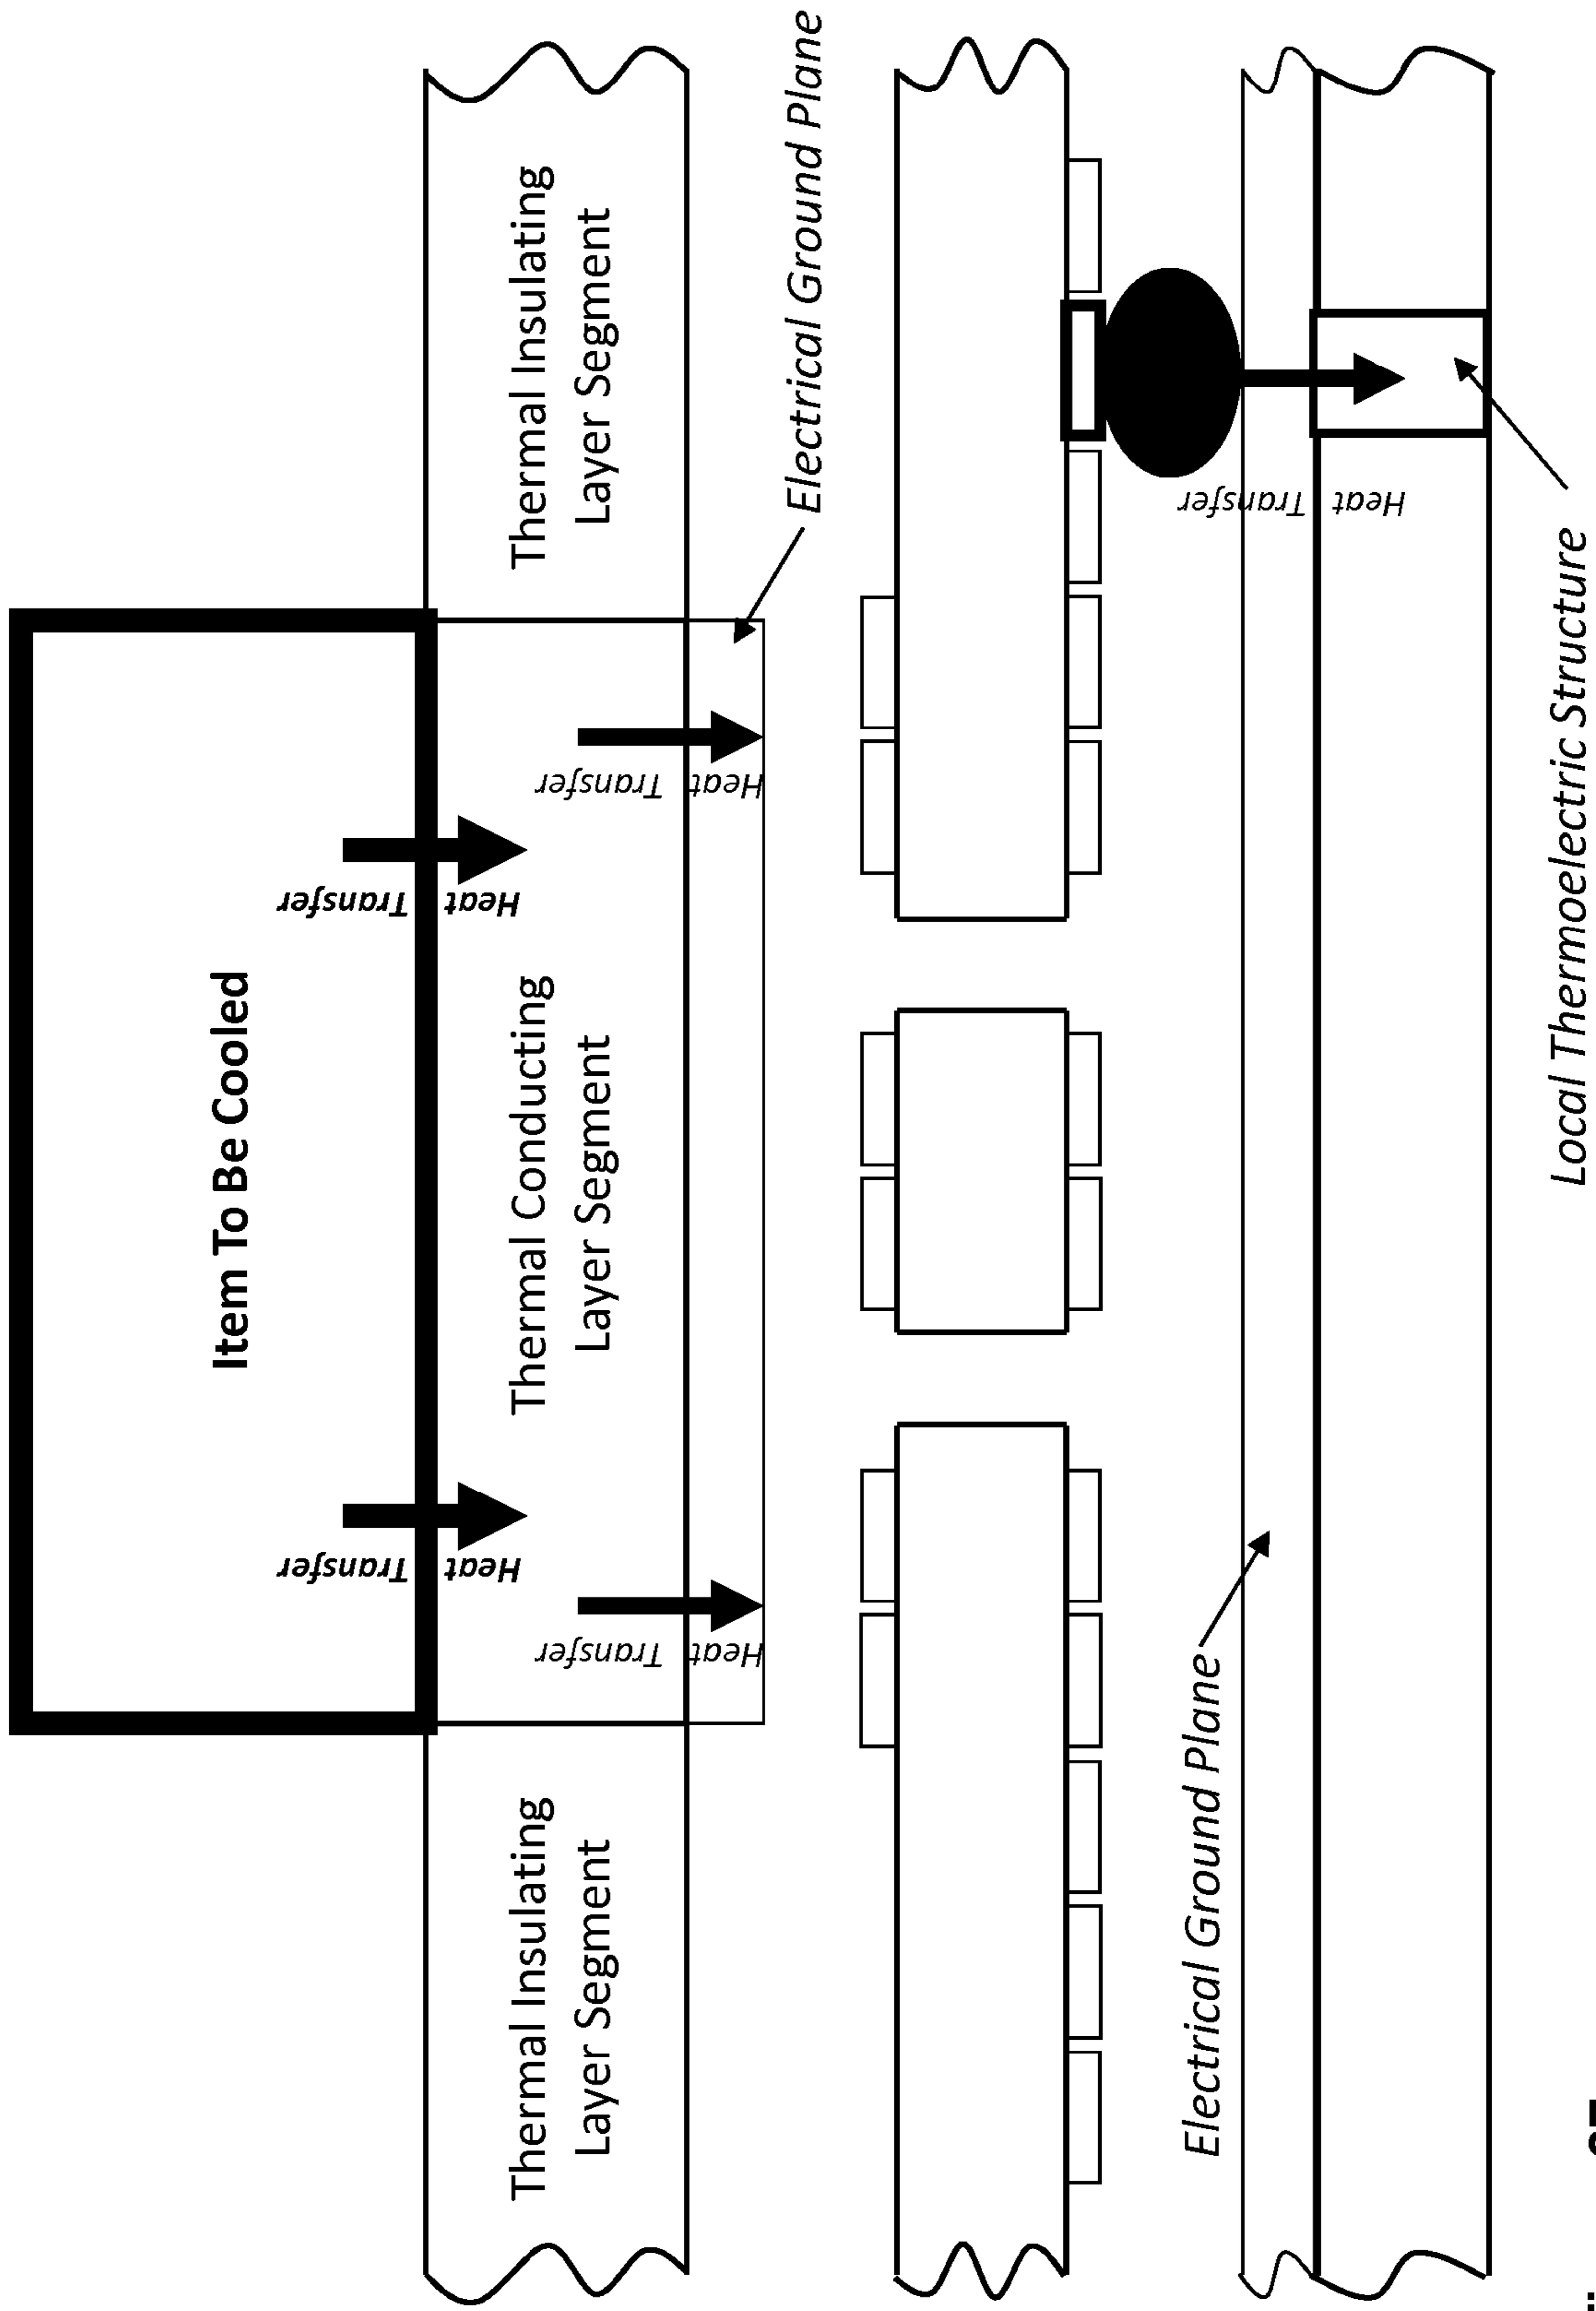 Item To Be Cooled
Heat Transfer
Heat Transfer
Thermal Insulating
Layer Segment
Thermal Conducting
Layer Segment
Thermal Insulating
Layer Segment
Heat Transfer
Heat Transfer
Electrical Ground Plane
Electrical Ground Plane
Heat Transfer
Local Thermoelectric Structure